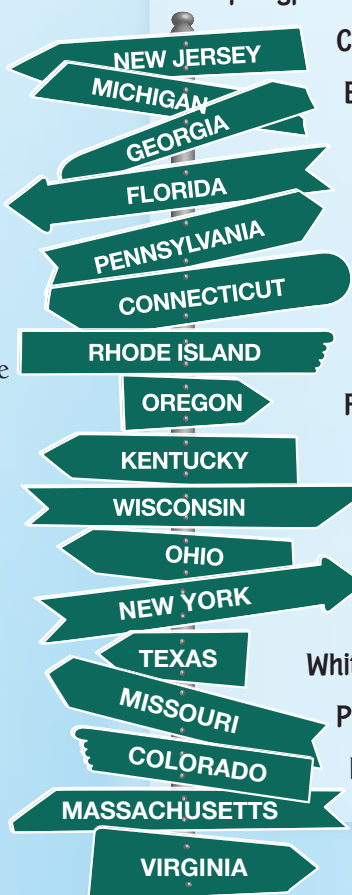 NEW JERSEY
MICHIGAN
GEORGIA
FLORIDA
PENNSYLVANIA
CONNECTICUT
RHODE ISLAND
OREGON
KENTUCKY
WISCONSIN
OHIO
NEW YORK
TEXAS
Whit
MISSOURI
P
COLORADO
MASSACHUSETTS
VIRGINIA